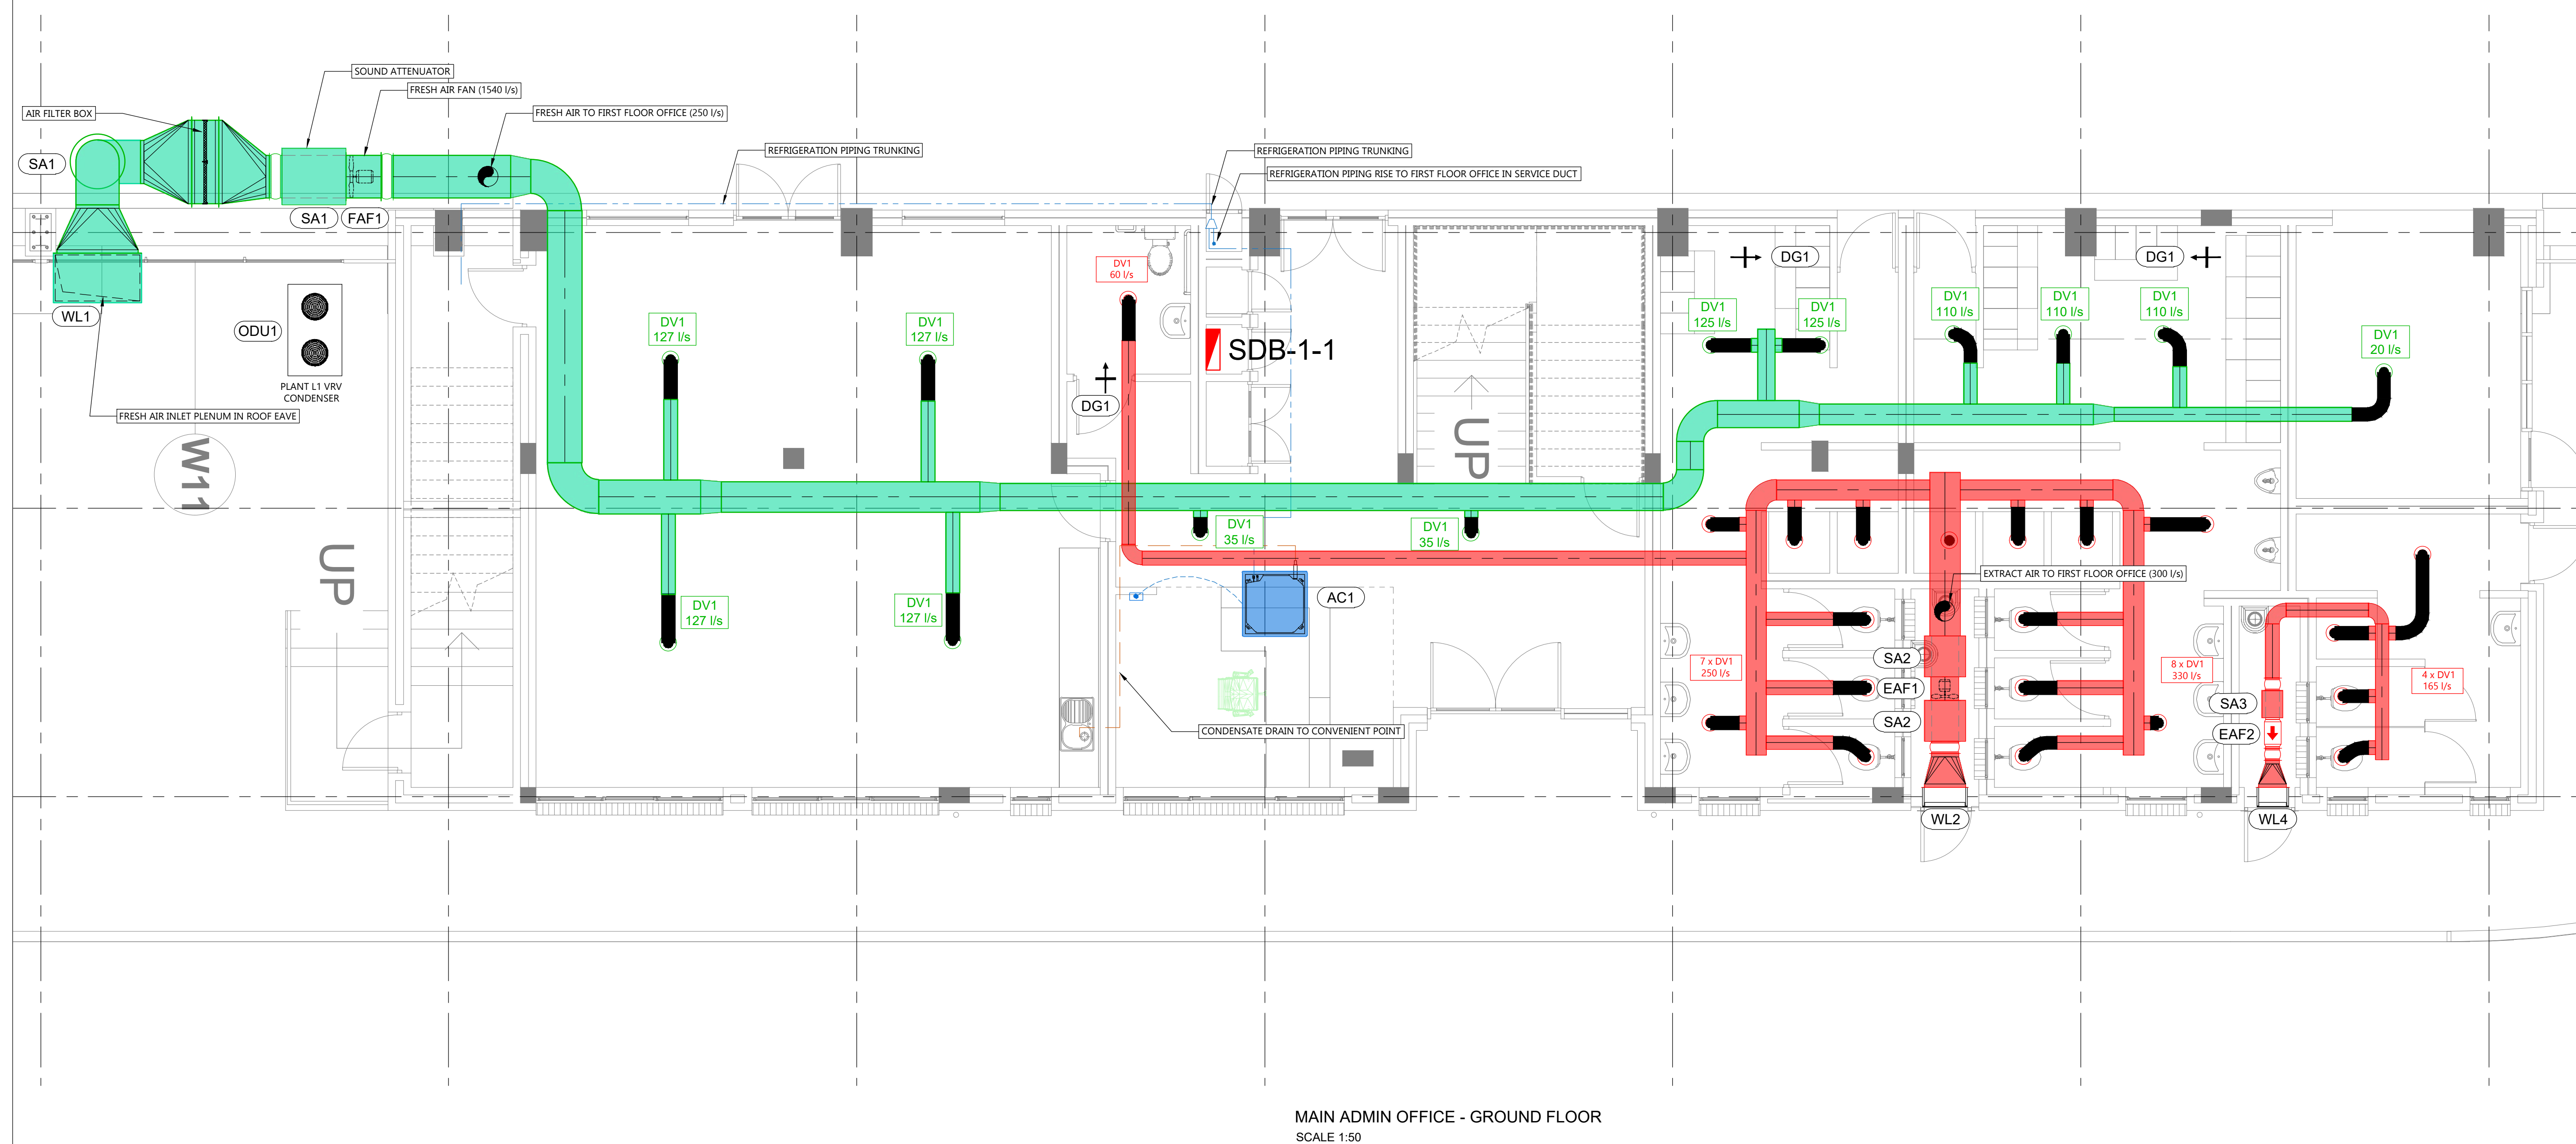 SOUND ATTENUATOR
FRESH AIR FAN (1540 l/s)
AIR FILTER BOX
FRESH AIR TO FIRST FLOOR OFFICE (250 l/s)
REFRIGERATION PIPING TRUNKING
REFRIGERATION PIPING TRUNKING
SA1
REFRIGERATION PIPING RISE TO FIRST FLOOR OFFICE IN SERVICE DUCT
SA1
FAF1
DG1
DG1
DV1
60 l/s
WL1
ODU1
DV1
127 l/s
DV1
127 l/s
SDB-1-1
DV1
125 l/s
DV1
125 l/s
DV1
110 l/s
DV1
110 l/s
DV1
110 l/s
DV1
20 l/s
PLANT L1 VRV
CONDENSER
FRESH AIR INLET PLENUM IN ROOF EAVE
DG1
UP
W11
DV1
35 l/s
DV1
35 l/s
UP
EXTRACT AIR TO FIRST FLOOR OFFICE (300 l/s)
DV1
127 l/s
DV1
127 l/s
AC1
7 x DV1
250 l/s
SA2
EAF1
SA2
8 x DV1
330 l/s
4 x DV1
165 l/s
SA3
EAF2
CONDENSATE DRAIN TO CONVENIENT POINT
WL2
WL4
MAIN ADMIN OFFICE - GROUND FLOOR
SCALE 1:50